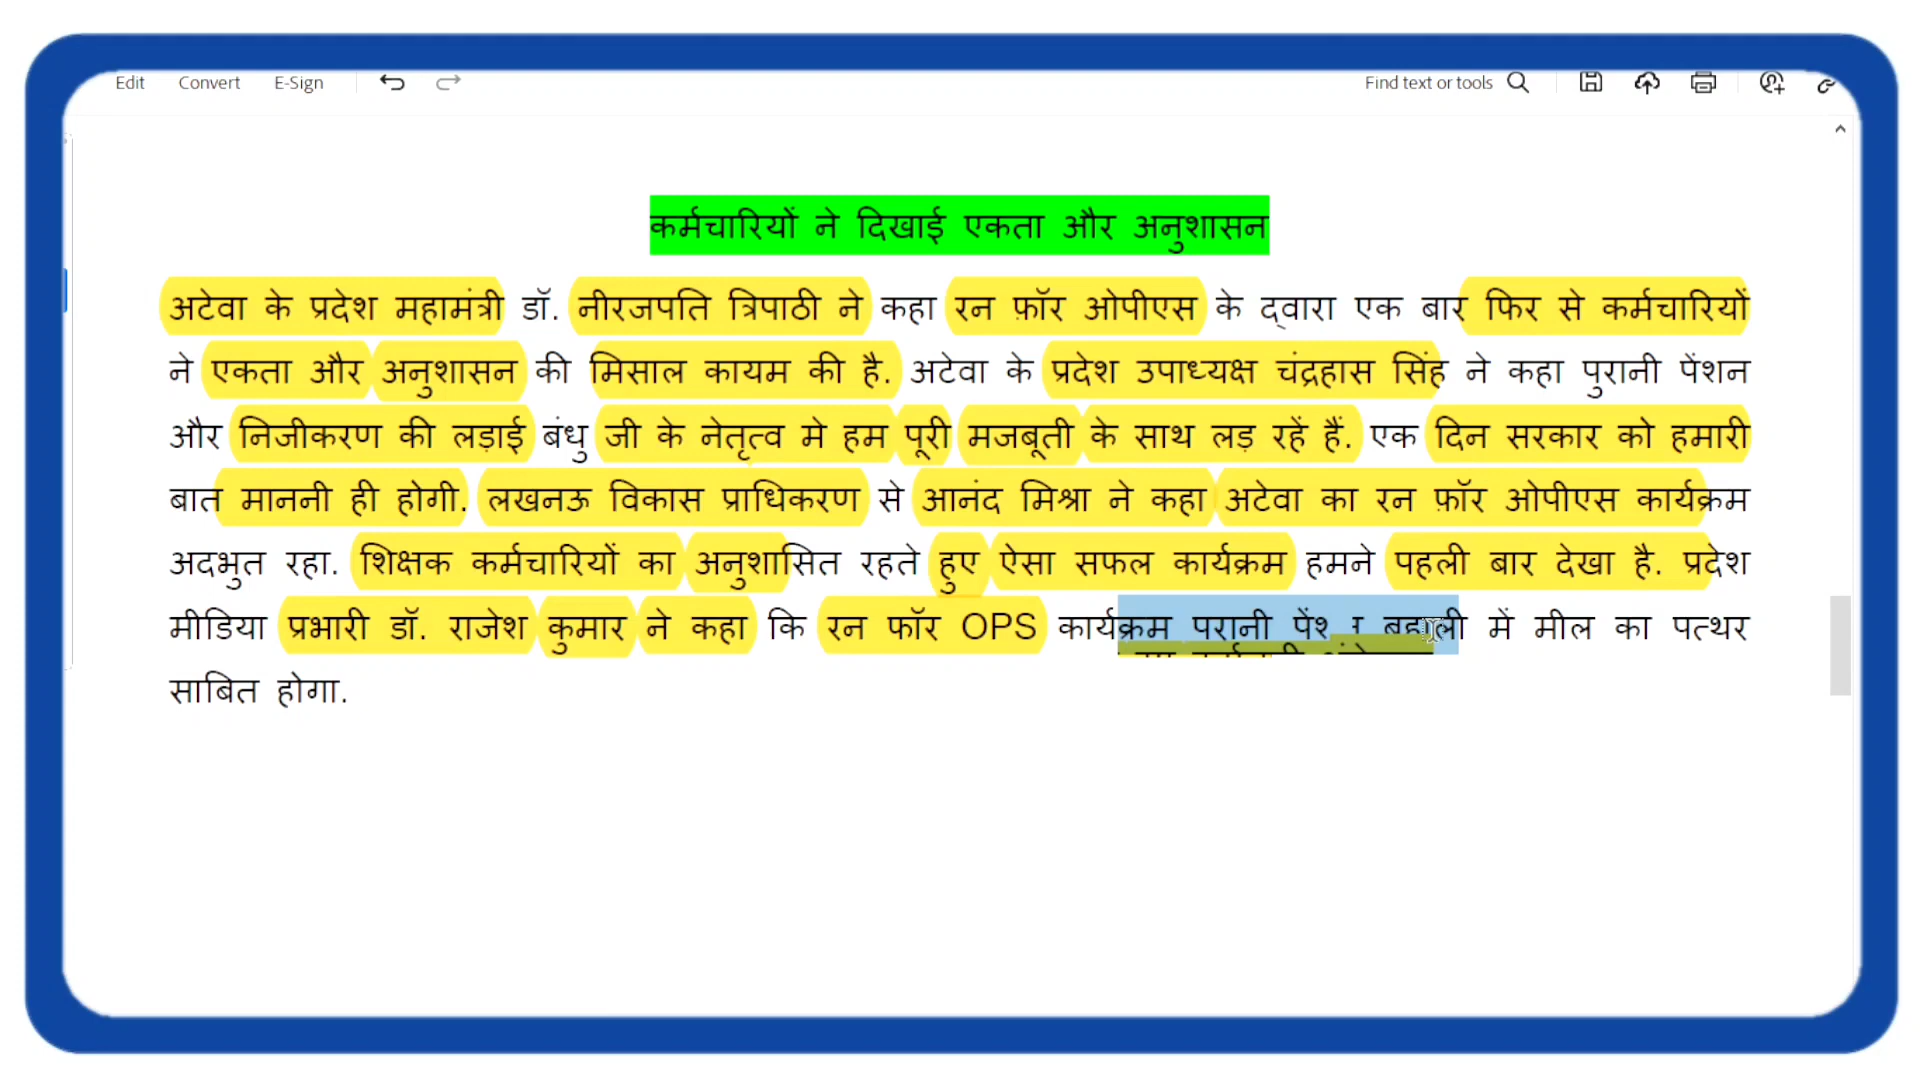 Edit Convert E-Sign Find text or tools
कर्मचारियों ने दिखाई एकता और अनुशासन
अटेवा के प्रदेश महामंत्री डॉ. नीरजपति त्रिपाठी ने कहा रन फ़ॉर ओपीएस के द्वारा एक बार फिर से कर्मचारियों
ने एकता और अनुशासन की मिसाल कायम की है. अटेवा के प्रदेश उपाध्यक्ष चंद्रहास सिंह ने कहा पुरानी पेंशन
और निजीकरण की लड़ाई बंधु जी के नेतृत्व मे हम पूरी मजबूती के साथ लड़ रहें हैं. एक दिन सरकार को हमारी
बात माननी ही होगी. लखनऊ विकास प्राधिकरण से आनंद मिश्रा ने कहा अटेवा का रन फ़ॉर ओपीएस कार्यक्रम
अदभुत रहा. शिक्षक कर्मचारियों का अनुशासित रहते हुए ऐसा सफल कार्यक्रम हमने पहली बार देखा है. प्रदेश
मीडिया प्रभारी डॉ. राजेश कुमार ने कहा कि रन फॉर OPS कार्यक्रम में मील का पत्थर
साबित होगा.